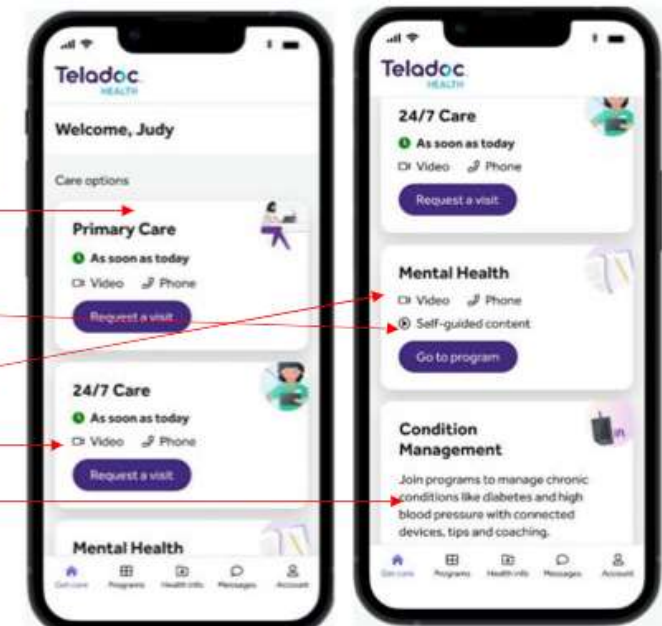 Teladoc
HEALTH
Welcome, Judy
Care options
Primary Care
As soon as today
Video Phone
Request a visit
24/7 Care
As soon as today
Video Phone
Request a visit
Mental Health
Get care Programs Health info Messages Account
Teladoc
HEALTH
24/7 Care
As soon as today
Video Phone
Request a visit
Mental Health
Video Phone
Self-guided content
Go to program
Condition
Management
Join programs to manage chronic
conditions like diabetes and high
blood pressure with connected
devices, tips and coaching.
Get care Programs Health info Messages Account